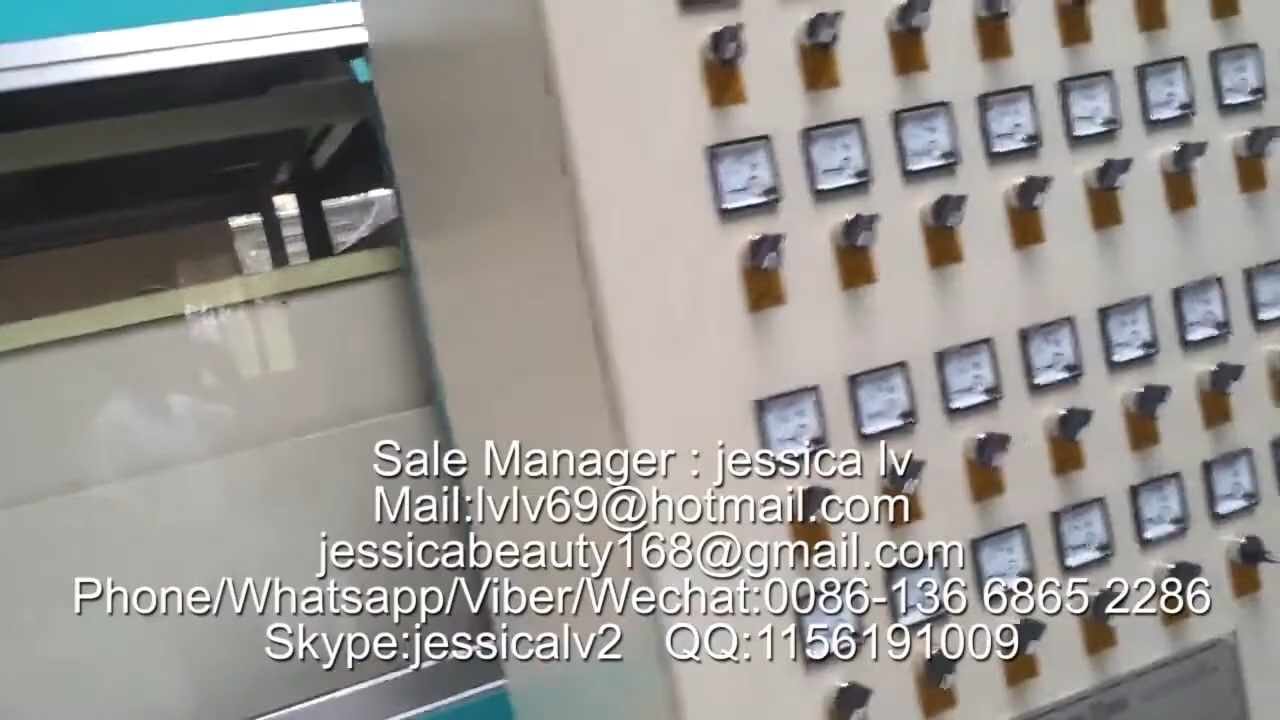 Sale Manager : jessica lv
Mail:lvlv69@hotmail.com
jessicabeauty168@gmail.com
Phone/Whatsapp/Viber/Wechat:0086-136 6865 2286
Skype:jessicalv2 QQ:1156191009